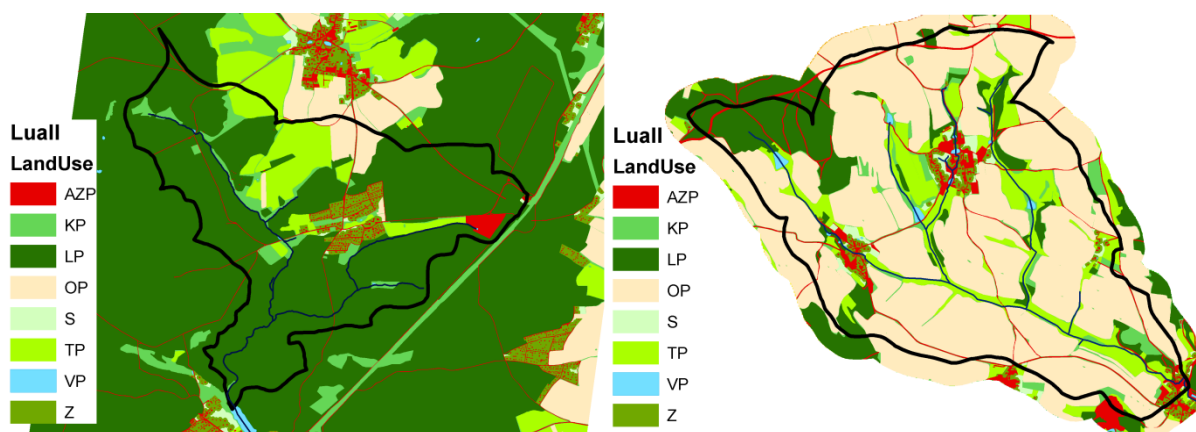 Luall
LandUse
AZP
KP
LP
OP
S
TP
VP
Z
Luall
LandUse
AZP
KP
LP
OP
S
TP
VP
Z